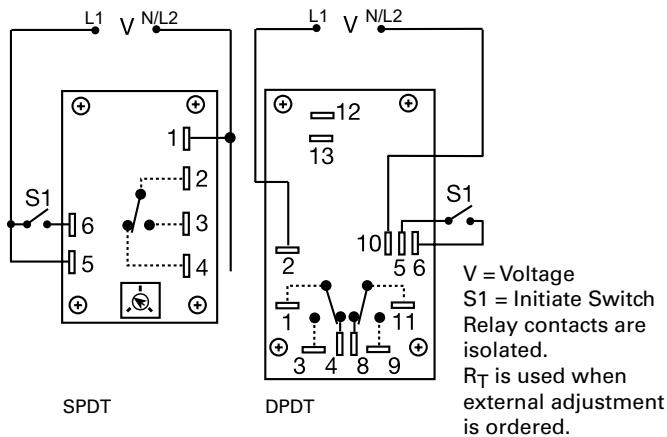 L1 V N/L2
L1 V N/L2
1
2
3
4
S1
6
5
12
13
S1
10 5 6
2
1
11
3 4 8 9
V = Voltage
S1 = Initiate Switch
Relay contacts are
isolated.
RT is used when
external adjustment
is ordered.
SPDT
DPDT